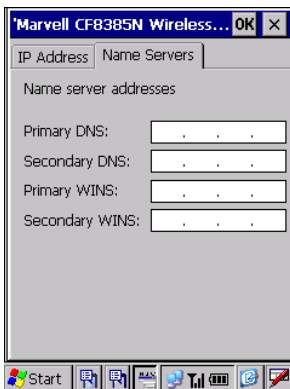 'Marvell CF8385N Wireless... OK ×
IP Address Name Servers
Name server addresses
Primary DNS: . . .
Secondary DNS: . . .
Primary WINS: . . .
Secondary WINS: . . .
Start